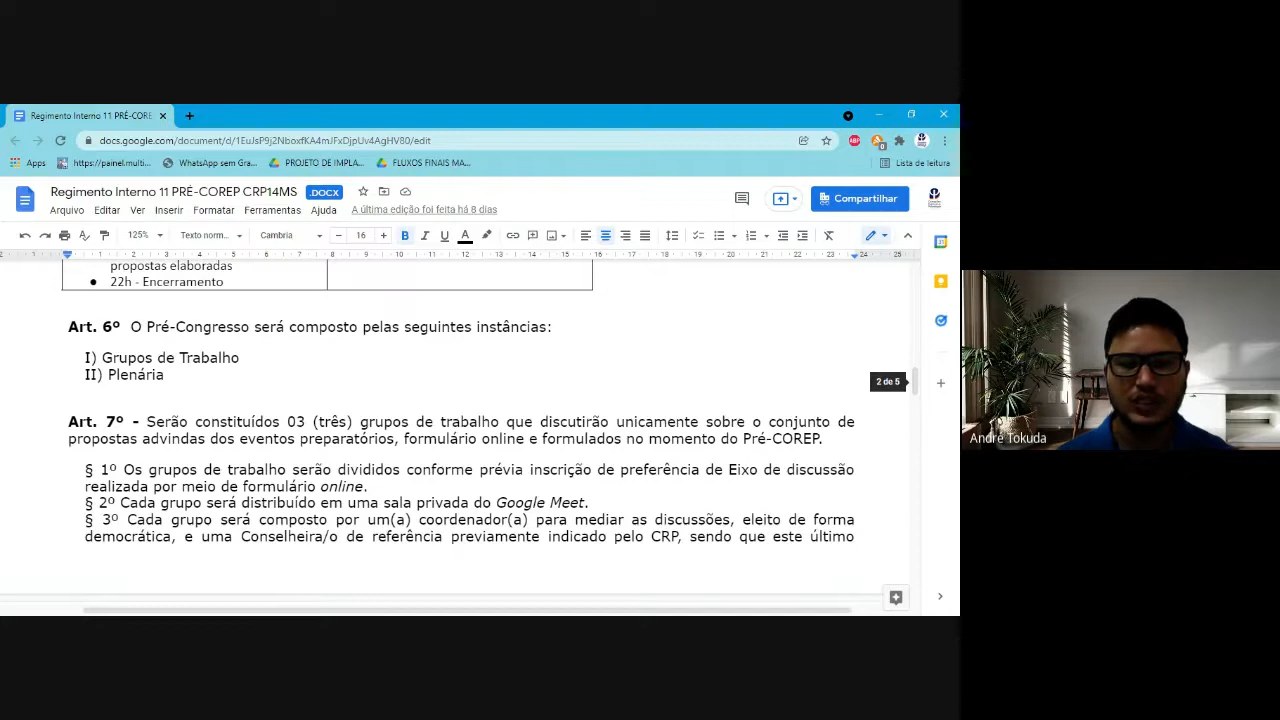 Regimento Interno 11 PRÉ-CORE
docs.google.com/document/d/1EuJsP9j2NboxfKA4mJFxDjpUv4AgHV80/edit
Apps https://painel.multi... WhatsApp sem Gra... PROJETO DE IMPLA... FLUXOS FINAIS MA... Lista de leitura
Regimento Interno 11 PRÉ-COREP CRP14MS .DOCX
Compartilhar
Arquivo Editar Ver Inserir Formatar Ferramentas Ajuda A última edição foi feita há 8 dias
125% Texto norm... Cambria 16
propostas elaboradas
● 22h - Encerramento
Art. 6º O Pré-Congresso será composto pelas seguintes instâncias:
I) Grupos de Trabalho
II) Plenária
2 de 5
Art. 7º - Serão constituídos 03 (três) grupos de trabalho que discutirão unicamente sobre o conjunto de
propostas advindas dos eventos preparatórios, formulário online e formulados no momento do Pré-COREP.
§ 1º Os grupos de trabalho serão divididos conforme prévia inscrição de preferência de Eixo de discussão
realizada por meio de formulário online.
§ 2º Cada grupo será distribuído em uma sala privada do Google Meet.
§ 3º Cada grupo será composto por um(a) coordenador(a) para mediar as discussões, eleito de forma
democrática, e uma Conselheira/o de referência previamente indicado pelo CRP, sendo que este último
André Tokuda